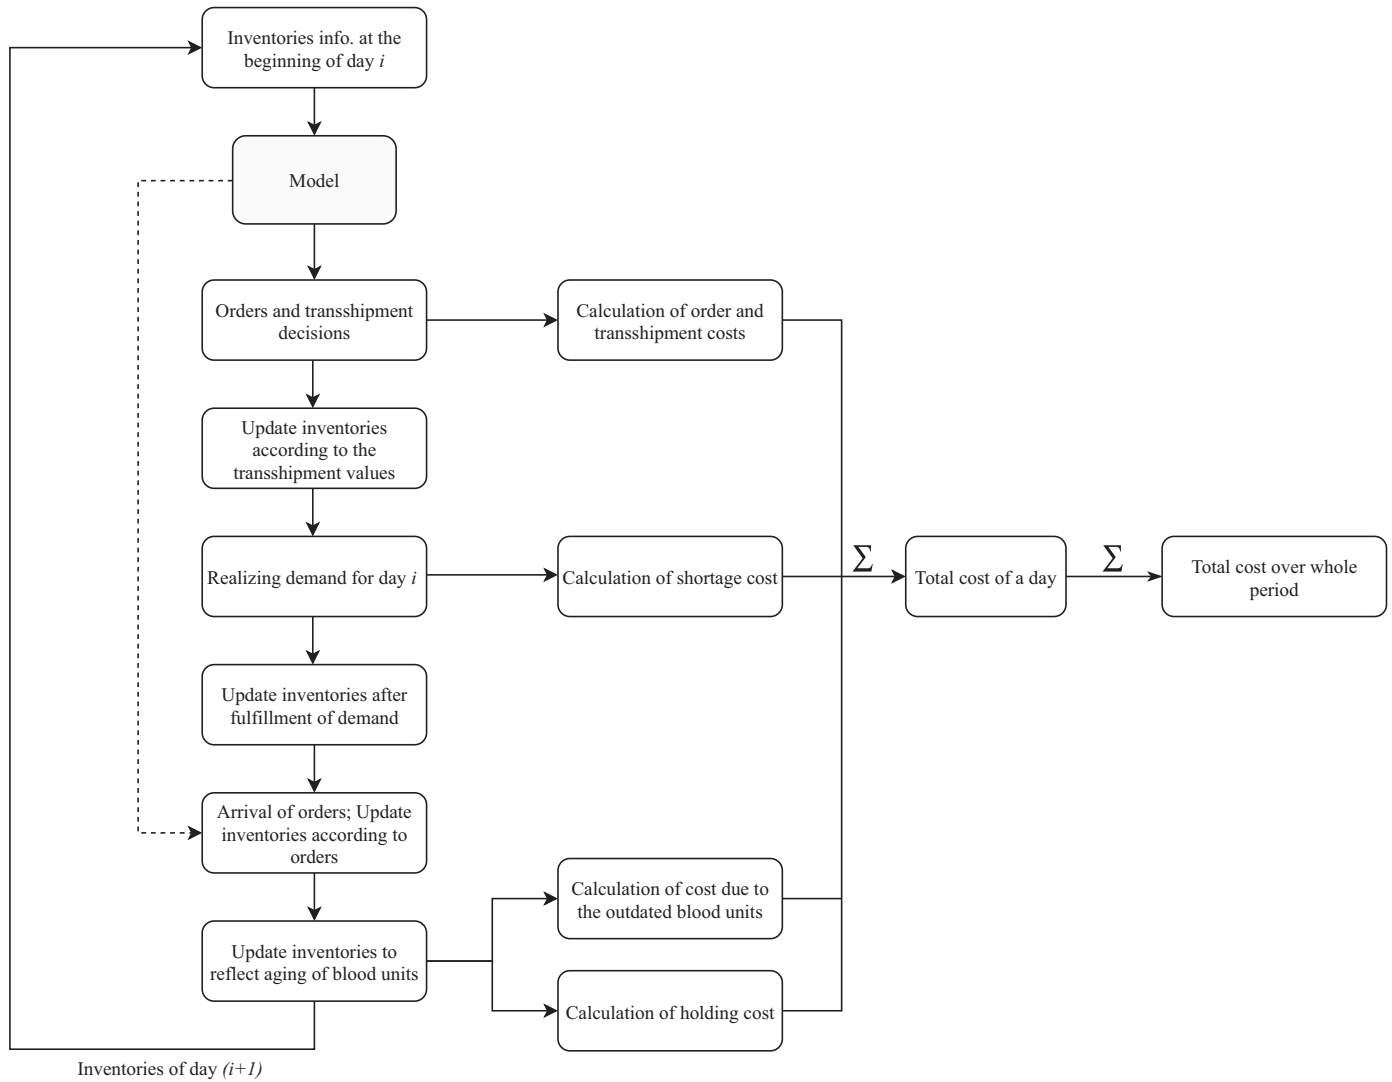 Inventories info. at the
beginning of day i
Model
Orders and transshipment
decisions
Calculation of order and
transshipment costs
Update inventories
according to the
transshipment values
Realizing demand for day i
Calculation of shortage cost
Σ
Total cost of a day
Σ
Total cost over whole
period
Update inventories after
fulfillment of demand
Arrival of orders; Update
inventories according to
orders
Calculation of cost due to
the outdated blood units
Update inventories to
reflect aging of blood units
Calculation of holding cost
Inventories of day (i+1)